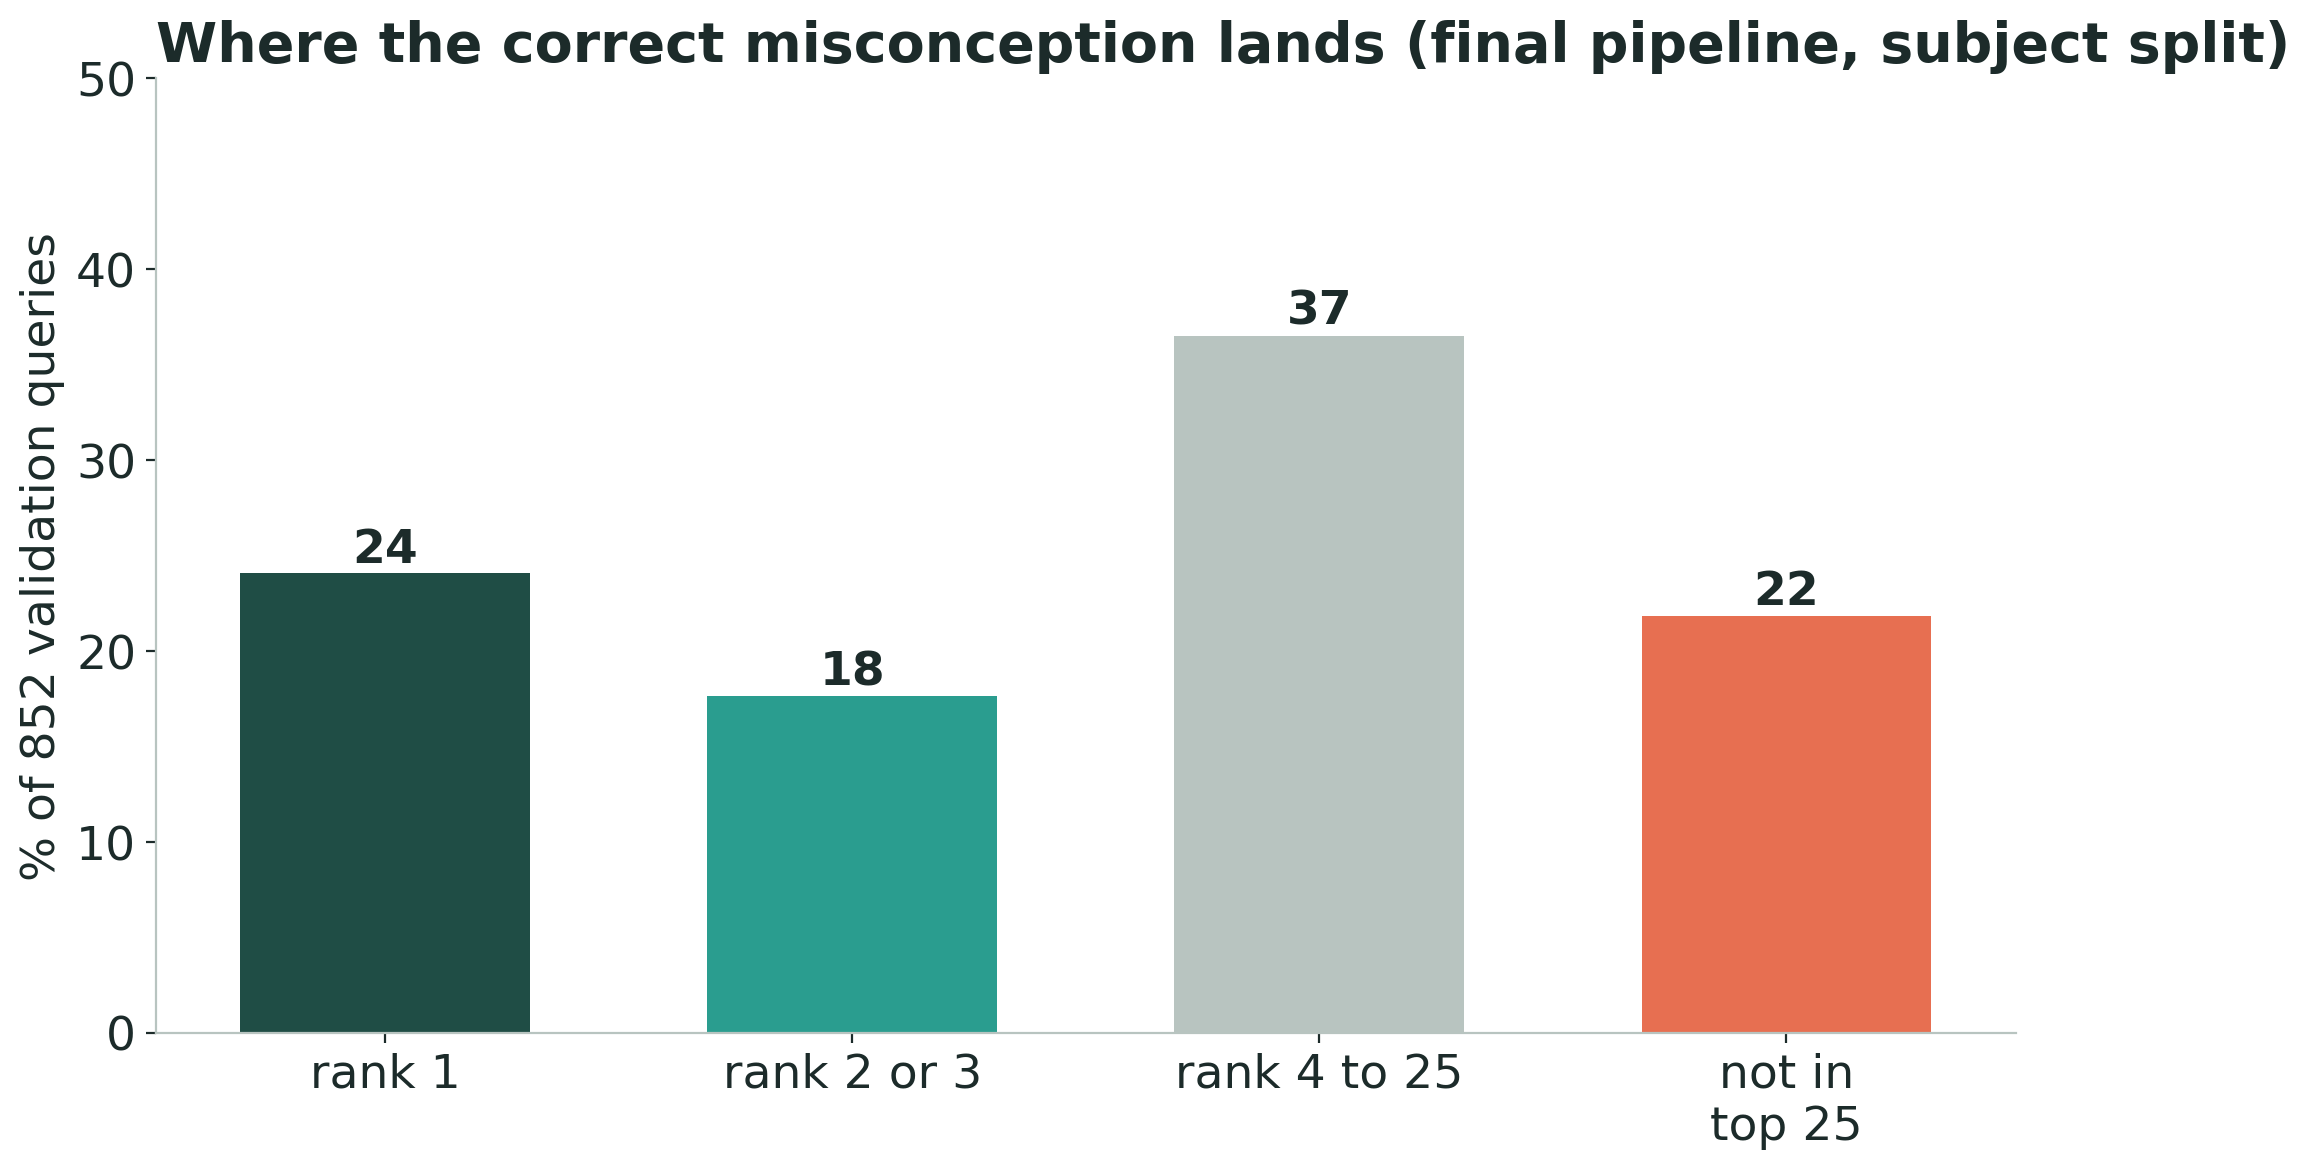 Where the correct misconception lands (final pipeline, subject split)
% of 852 validation queries
50
40
30
20
10
0
24
18
37
22
rank 1
rank 2 or 3
rank 4 to 25
not in
top 25